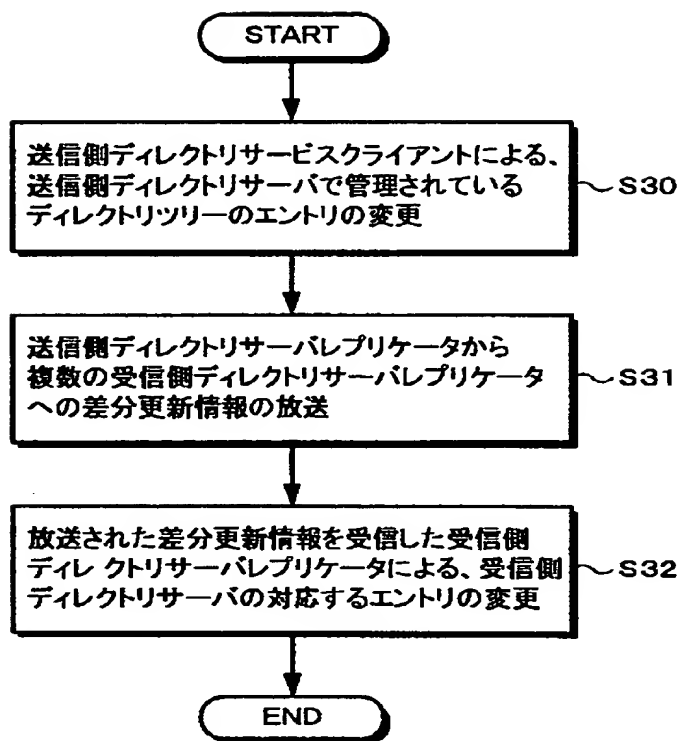 START
送信側ディレクトリサービスクライアントによる、
送信側ディレクトリサーバで管理されている
ディレクトリツリーのエントリの変更
S30
送信側ディレクトリサーバレプリケータから
複数の受信側ディレクトリサーバレプリケータ
への差分更新情報の放送
S31
放送された差分更新情報を受信した受信側
ディレ クトリサーバレプリケータによる、受信側
ディレクトリサーバの対応するエントリの変更
S32
END